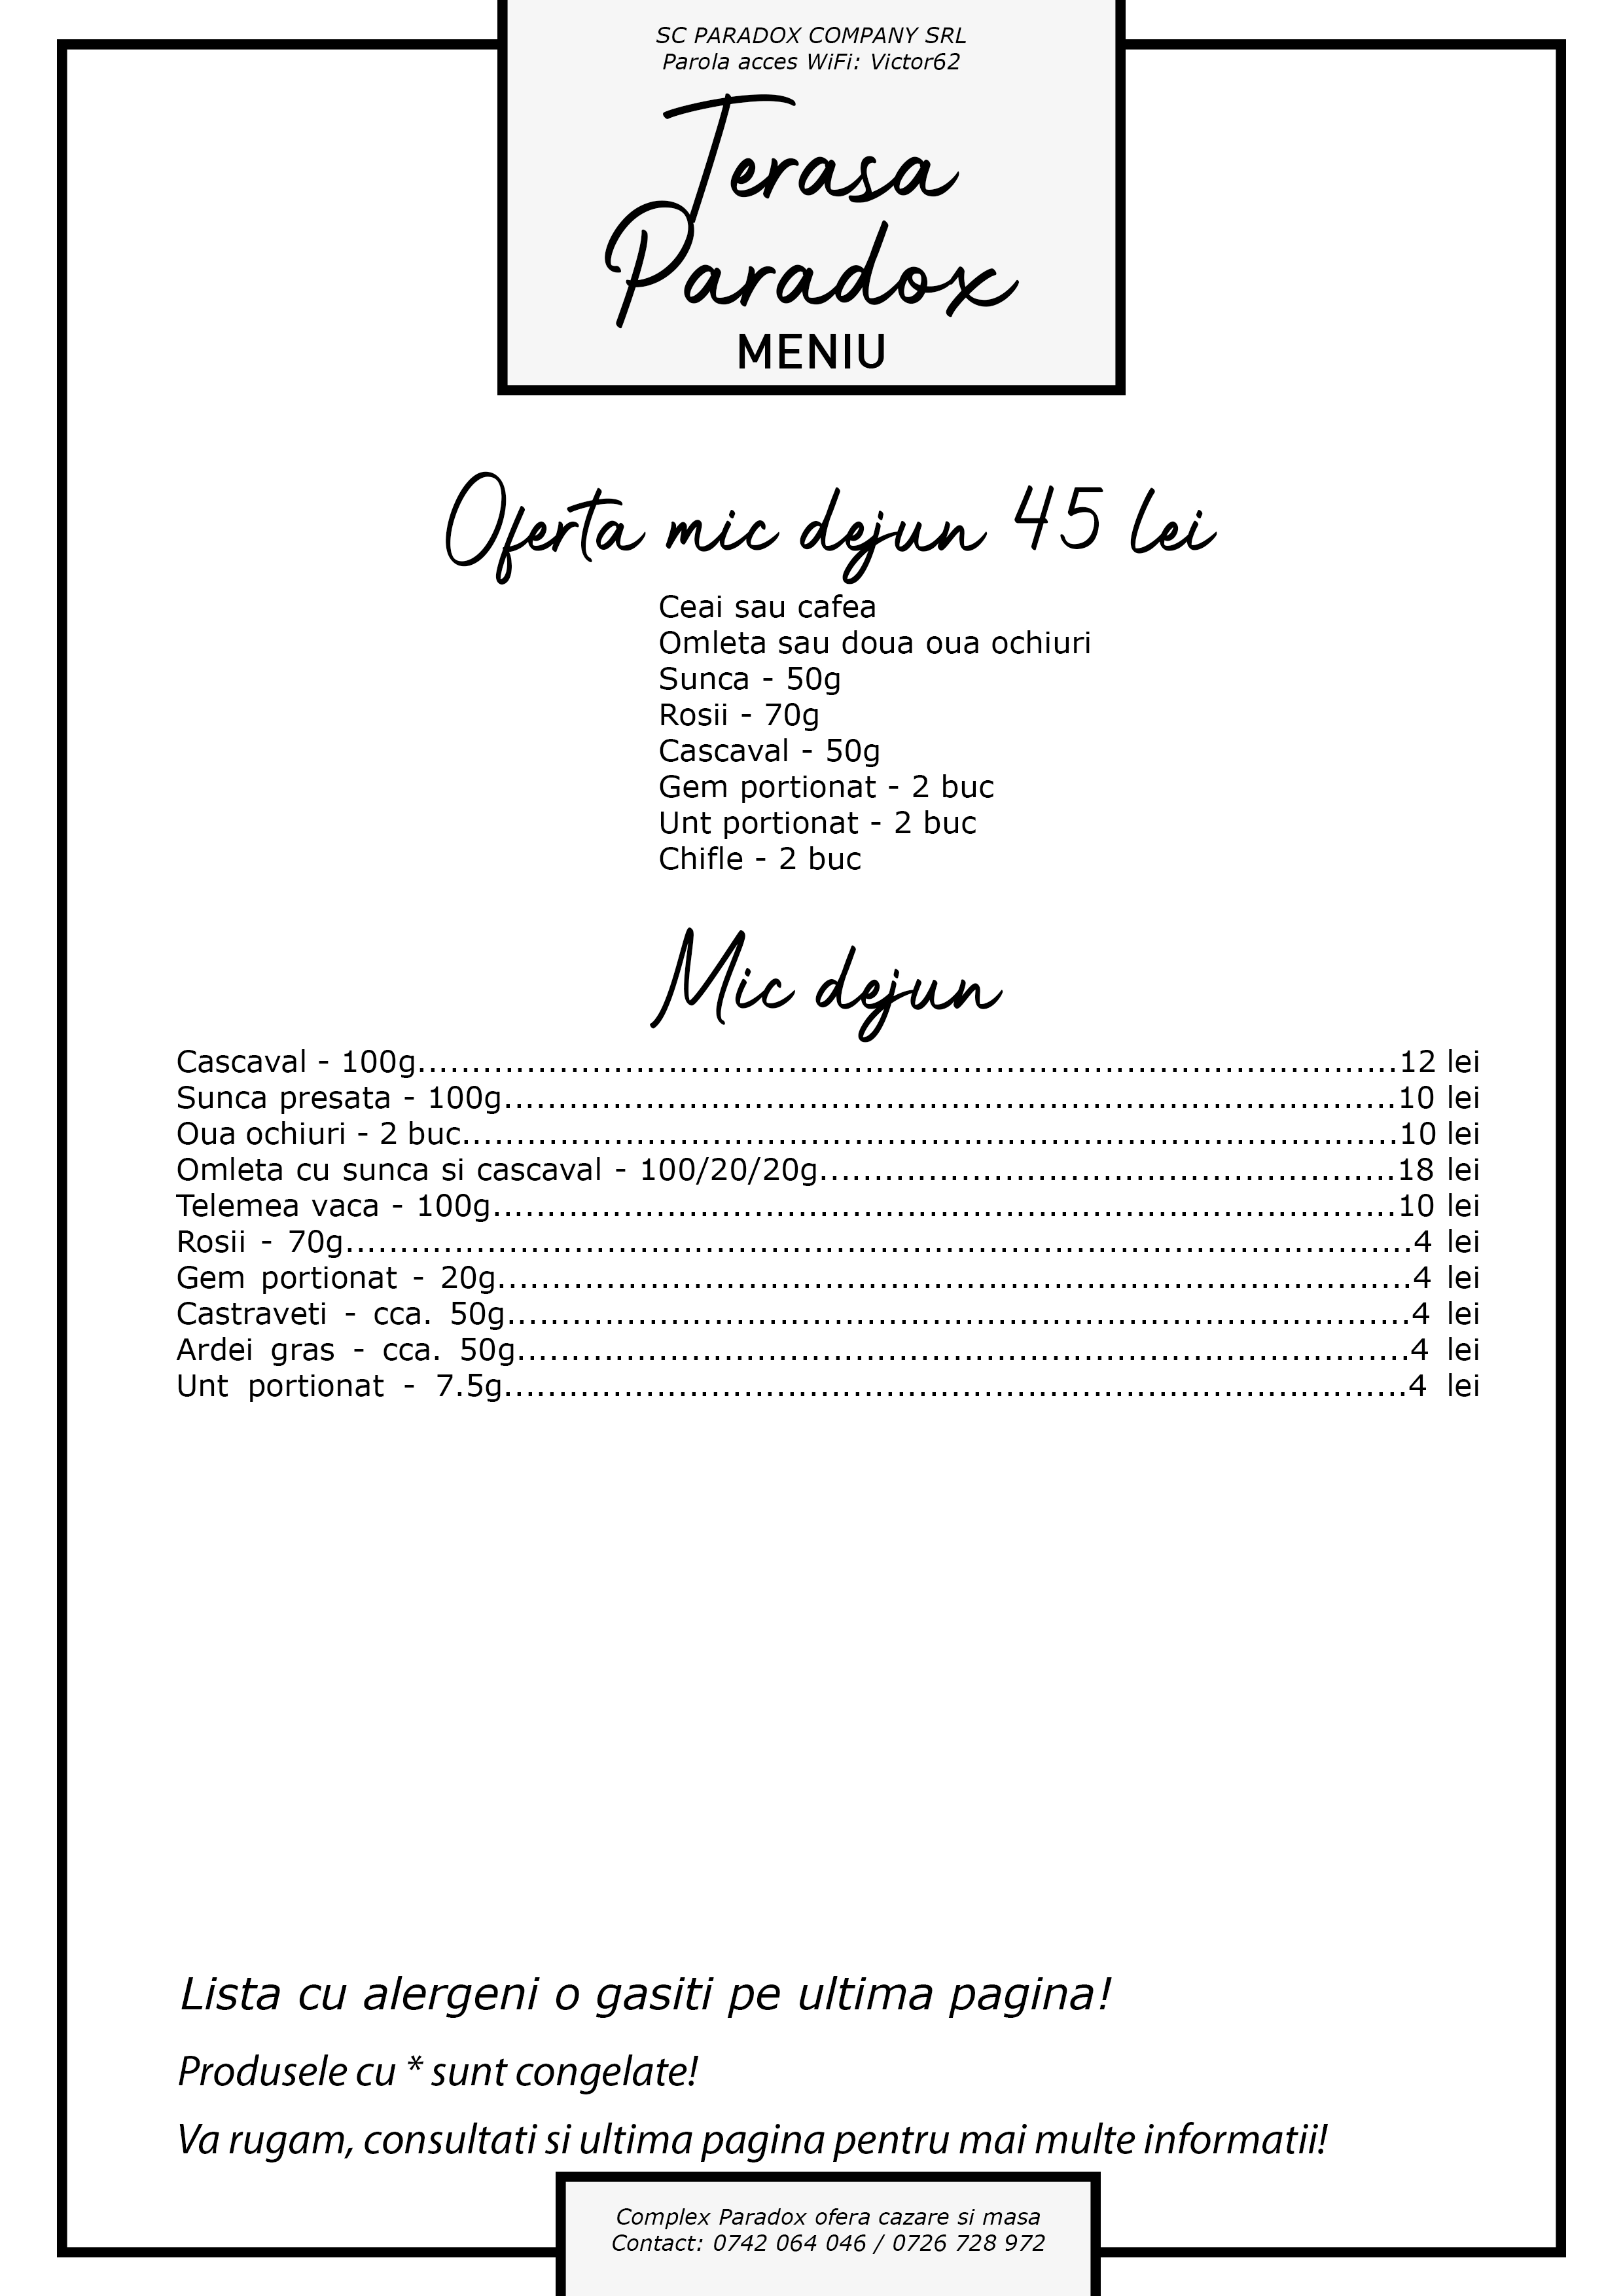 SC PARADOX COMPANY SRL
Parola acces WiFi: Victor62
Terasa
Paradox
MENIU
Oferta mic dejun 45 lei
Ceai sau cafea
Omleta sau doua oua ochiuri
Sunca - 50g
Rosii - 70g
Cascaval - 50g
Gem portionat - 2 buc
Unt portionat - 2 buc
Chifle - 2 buc
Mic dejun
Cascaval - 100g..........12 lei
Sunca presata - 100g..........10 lei
Oua ochiuri - 2 buc..........10 lei
Omleta cu sunca si cascaval - 100/20/20g..........18 lei
Telemea vaca - 100g..........10 lei
Rosii - 70g..........4 lei
Gem portionat - 20g..........4 lei
Castraveti - cca. 50g..........4 lei
Ardei gras - cca. 50g..........4 lei
Unt portionat - 7.5g..........4 lei
Lista cu alergeni o gasiti pe ultima pagina!
Produsele cu * sunt congelate!
Va rugam, consultati si ultima pagina pentru mai multe informatii!
Complex Paradox ofera cazare si masa
Contact: 0742 064 046 / 0726 728 972